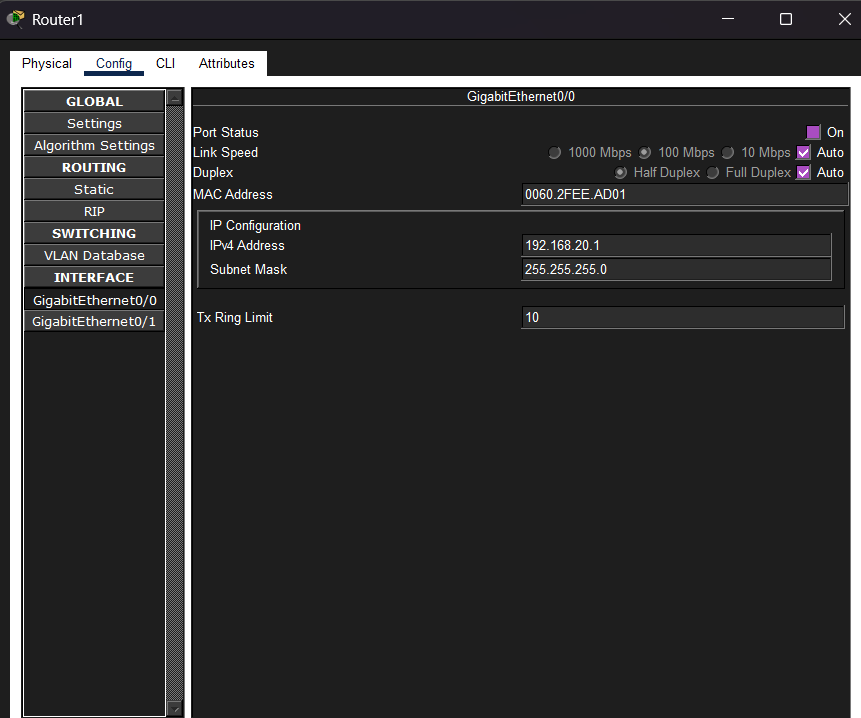 Router1
Physical Config CLI Attributes
GLOBAL
Settings
Algorithm Settings
ROUTING
Static
RIP
SWITCHING
VLAN Database
INTERFACE
GigabitEthernet0/0
GigabitEthernet0/1
GigabitEthernet0/0
Port Status On
Link Speed 1000 Mbps 100 Mbps 10 Mbps Auto
Duplex Half Duplex Full Duplex Auto
MAC Address 0060.2FEE.AD01
IP Configuration
IPv4 Address 192.168.20.1
Subnet Mask 255.255.255.0
Tx Ring Limit 10